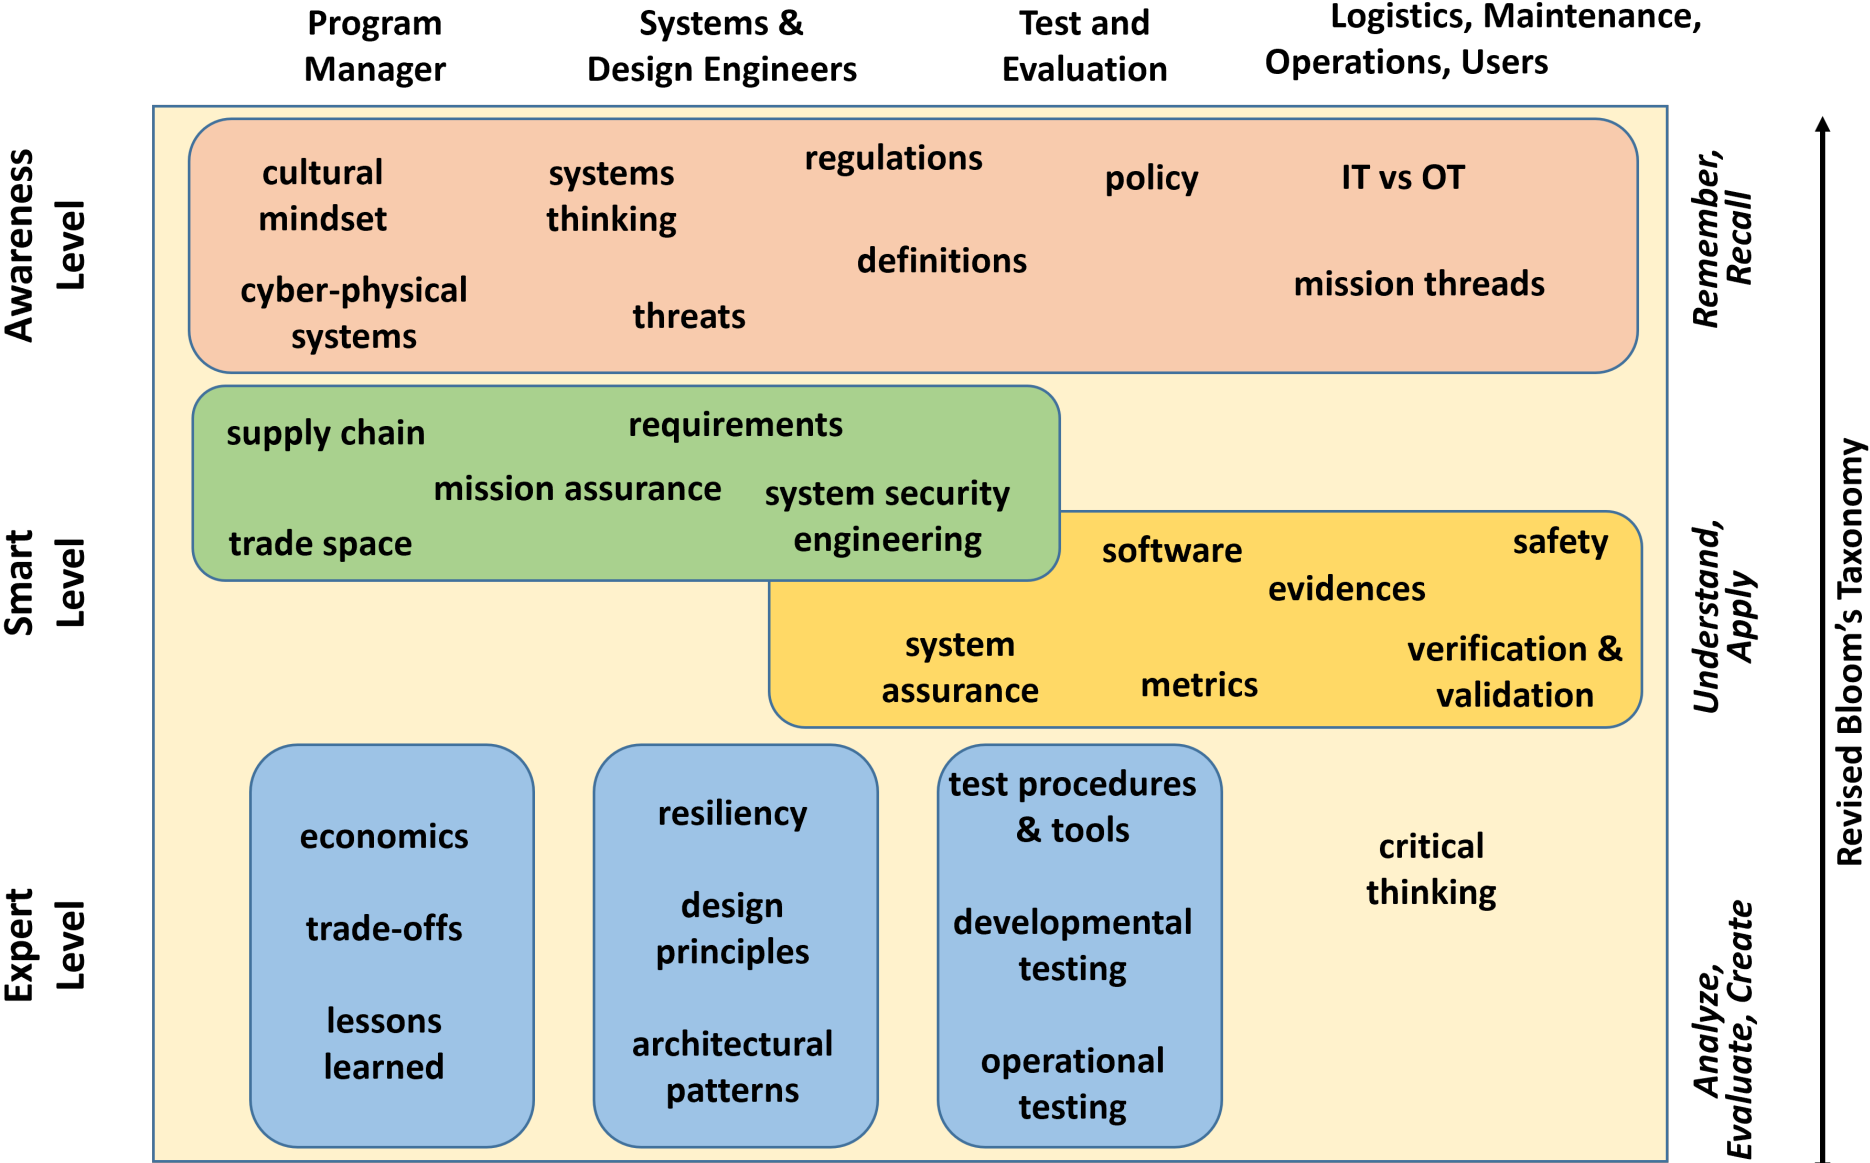 Program
Manager
Systems &
Design Engineers
Test and
Evaluation
Logistics, Maintenance,
Operations, Users
Awareness
Level
cultural
mindset
systems
thinking
regulations
policy
IT vs OT
definitions
cyber-physical
systems
threats
mission threads
Remember,
Recall
Smart
Level
supply chain
requirements
mission assurance
system security
engineering
trade space
software
safety
evidences
system
assurance
metrics
verification &
validation
Understand,
Apply
Expert
Level
economics
trade-offs
lessons
learned
resiliency
design
principles
architectural
patterns
test procedures
& tools
developmental
testing
operational
testing
critical
thinking
Analyze,
Evaluate, Create
Revised Bloom's Taxonomy